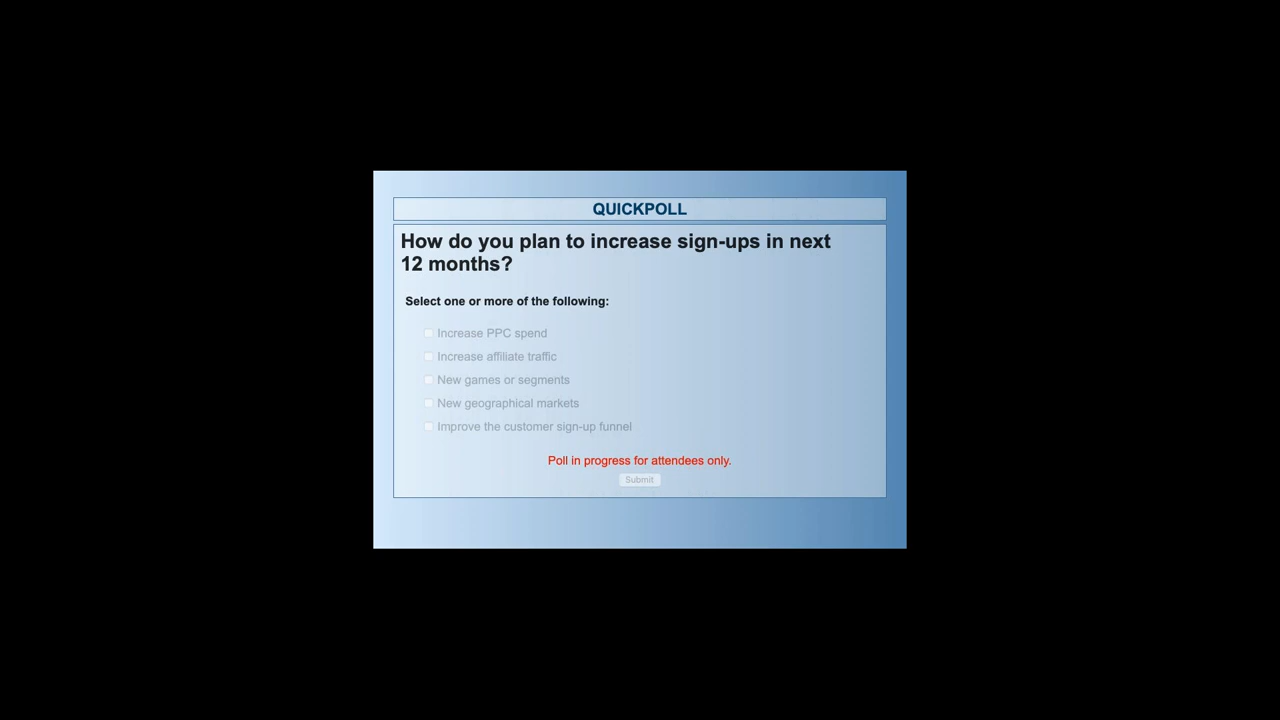 QUICKPOLL
How do you plan to increase sign-ups in next
12 months?
Select one or more of the following:
Increase PPC spend
Increase affiliate traffic
New games or segments
New geographical markets
Improve the customer sign-up funnel
Poll in progress for attendees only.
Submit